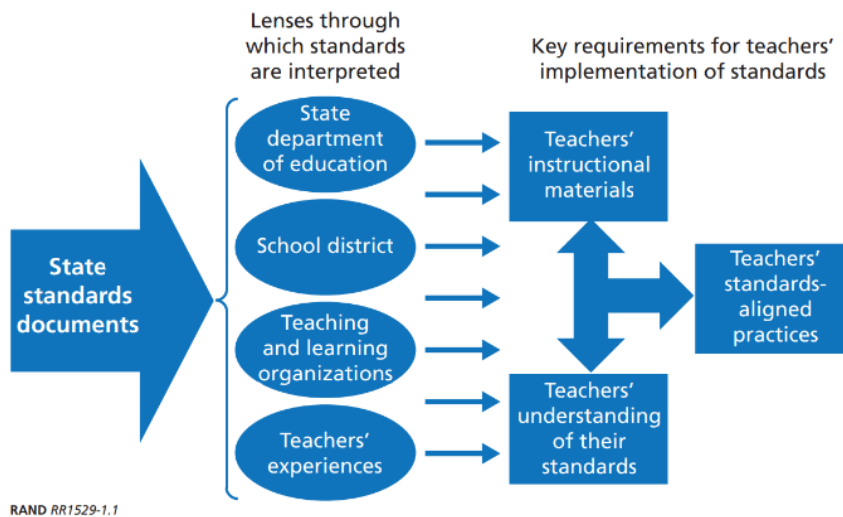 Lenses through
which standards
are interpreted
Key requirements for teachers'
implementation of standards
State standards
documents
State
department
of education
School district
Teaching
and learning
organizations
Teachers'
experiences
Teachers'
instructional
materials
Teachers'
understanding
of their
standards
Teachers'
standards-
aligned
practices
RAND RR1529-1.1